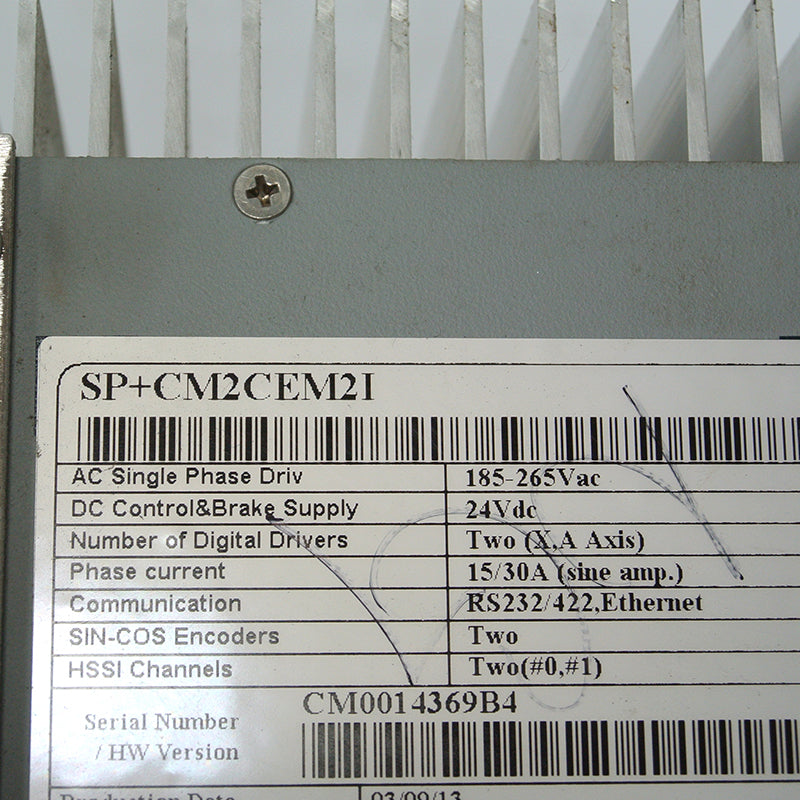 SP+CM2CEM2I
AC Single Phase Driv 185-265Vac
DC Control&Brake Supply 24Vdc
Number of Digital Drivers Two (X,A Axis)
Phase current 15/30A (sine amp.)
Communication RS232/422,Ethernet
SIN-COS Encoders Two
HSSI Channels Two(#0,#1)
CM0014369B4
Serial Number
/ HW Version
Production Date 03/09/13